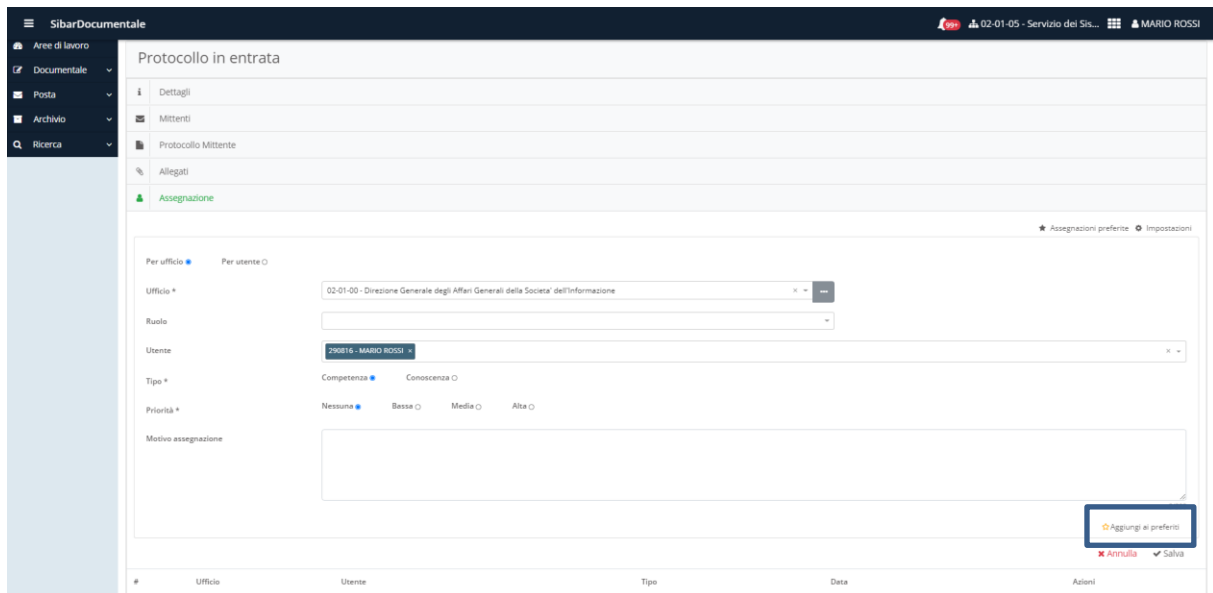 SibarDocumentale
99+ 02-01-05 - Servizio dei Sis... MARIO ROSSI
Aree di lavoro
Documentale
Posta
Archivio
Ricerca
Protocollo in entrata
Dettagli
Mittenti
Protocollo Mittente
Allegati
Assegnazione
Assegnazioni preferite Impostazioni
Per ufficio Per utente
Ufficio * 02-01-00 - Direzione Generale degli Affari Generali della Societa' dell'Informazione
Ruolo
Utente 290816 - MARIO ROSSI ×
Tipo * Competenza Conoscenza
Priorità * Nessuna Bassa Media Alta
Motivo assegnazione
Aggiungi ai preferiti
Annulla Salva
# Ufficio Utente Tipo Data Azioni